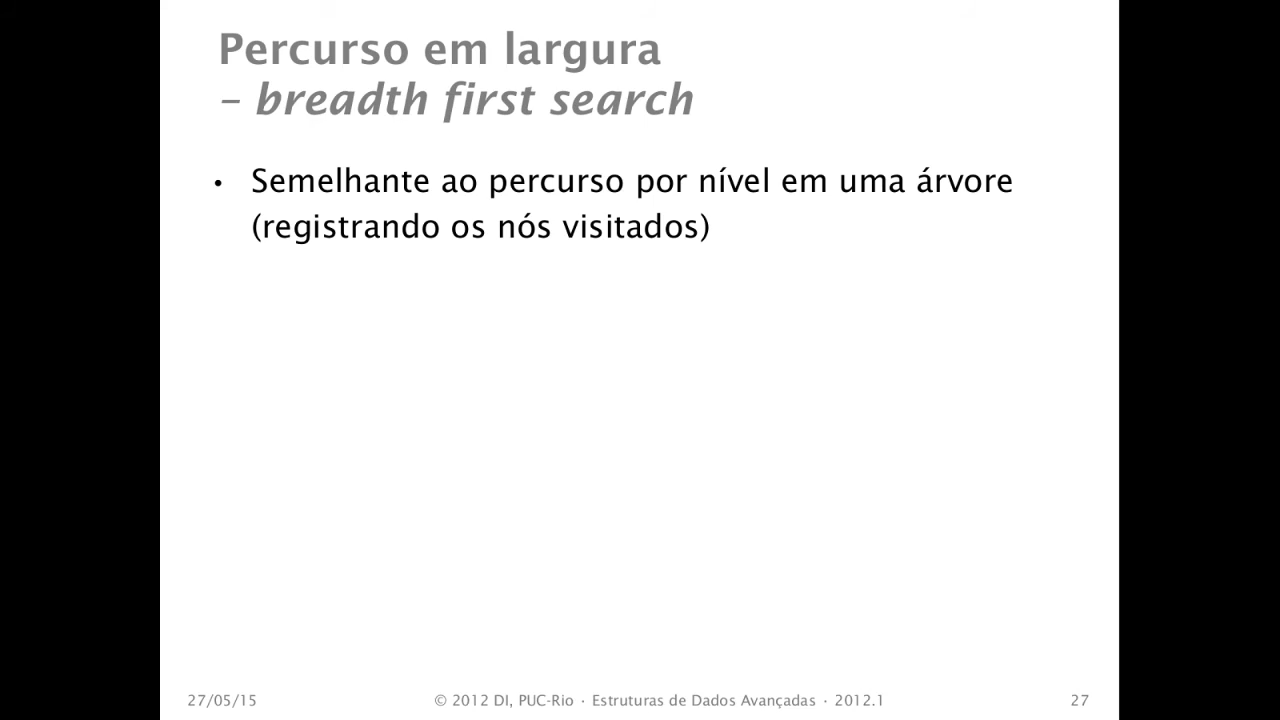 Percurso em largura
– breadth first search
• Semelhante ao percurso por nível em uma árvore
(registrando os nós visitados)
27/05/15 © 2012 DI, PUC-Rio · Estruturas de Dados Avançadas · 2012.1 27